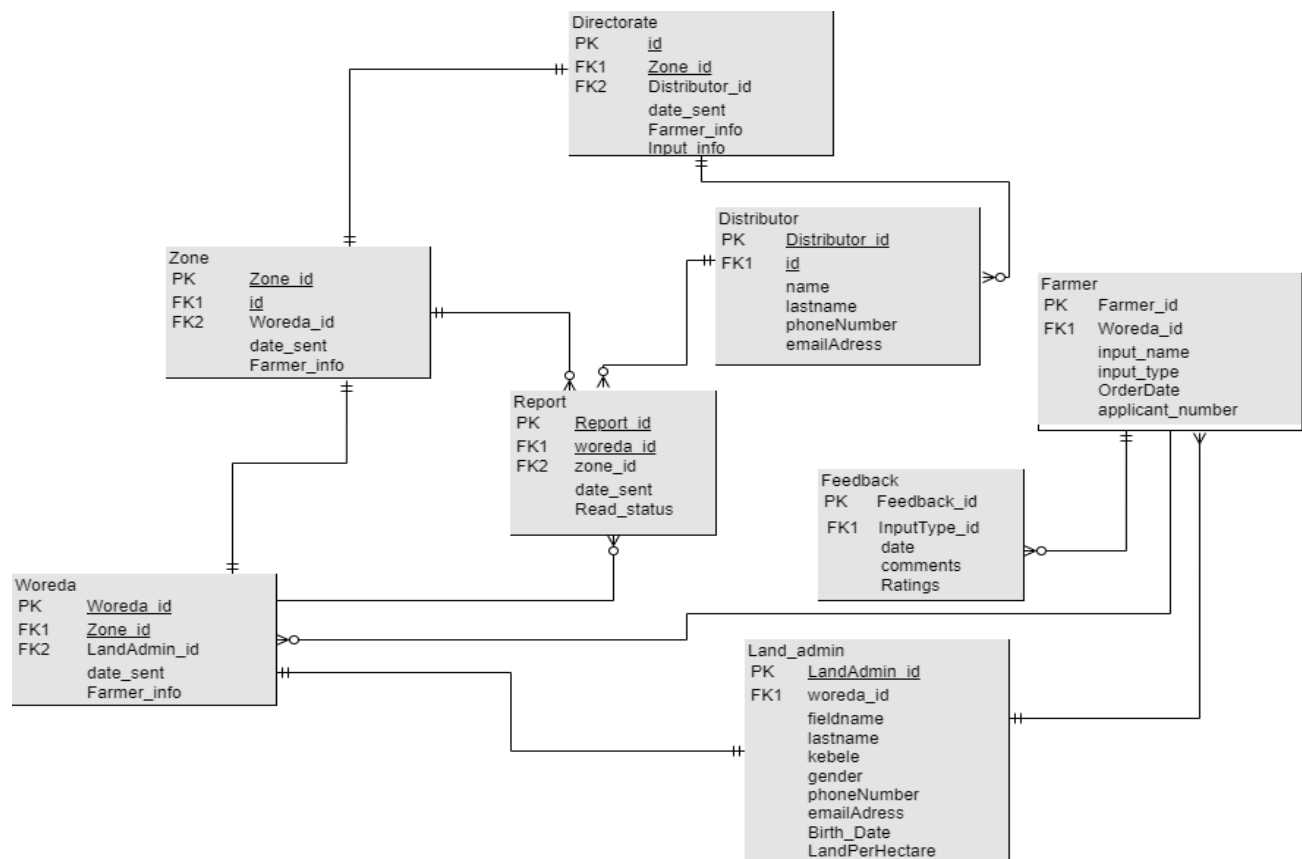 Directorate
PK id
FK1 Zone_id
FK2 Distributor_id
date_sent
Farmer_info
Input_info
Distributor
PK Distributor_id
FK1 id
name
lastname
phoneNumber
emailAdress
Zone
PK Zone_id
FK1 id
FK2 Woreda_id
date_sent
Farmer_info
Farmer
PK Farmer_id
FK1 Woreda_id
input_name
input_type
OrderDate
applicant_number
Report
PK Report_id
FK1 woreda_id
FK2 zone_id
date_sent
Read_status
Feedback
PK Feedback_id
FK1 InputType_id
date
comments
Ratings
Woreda
PK Woreda_id
FK1 Zone_id
FK2 LandAdmin_id
date_sent
Farmer_info
Land_admin
PK LandAdmin_id
FK1 woreda_id
fieldname
lastname
kebele
gender
phoneNumber
emailAdress
Birth_Date
LandPerHectare